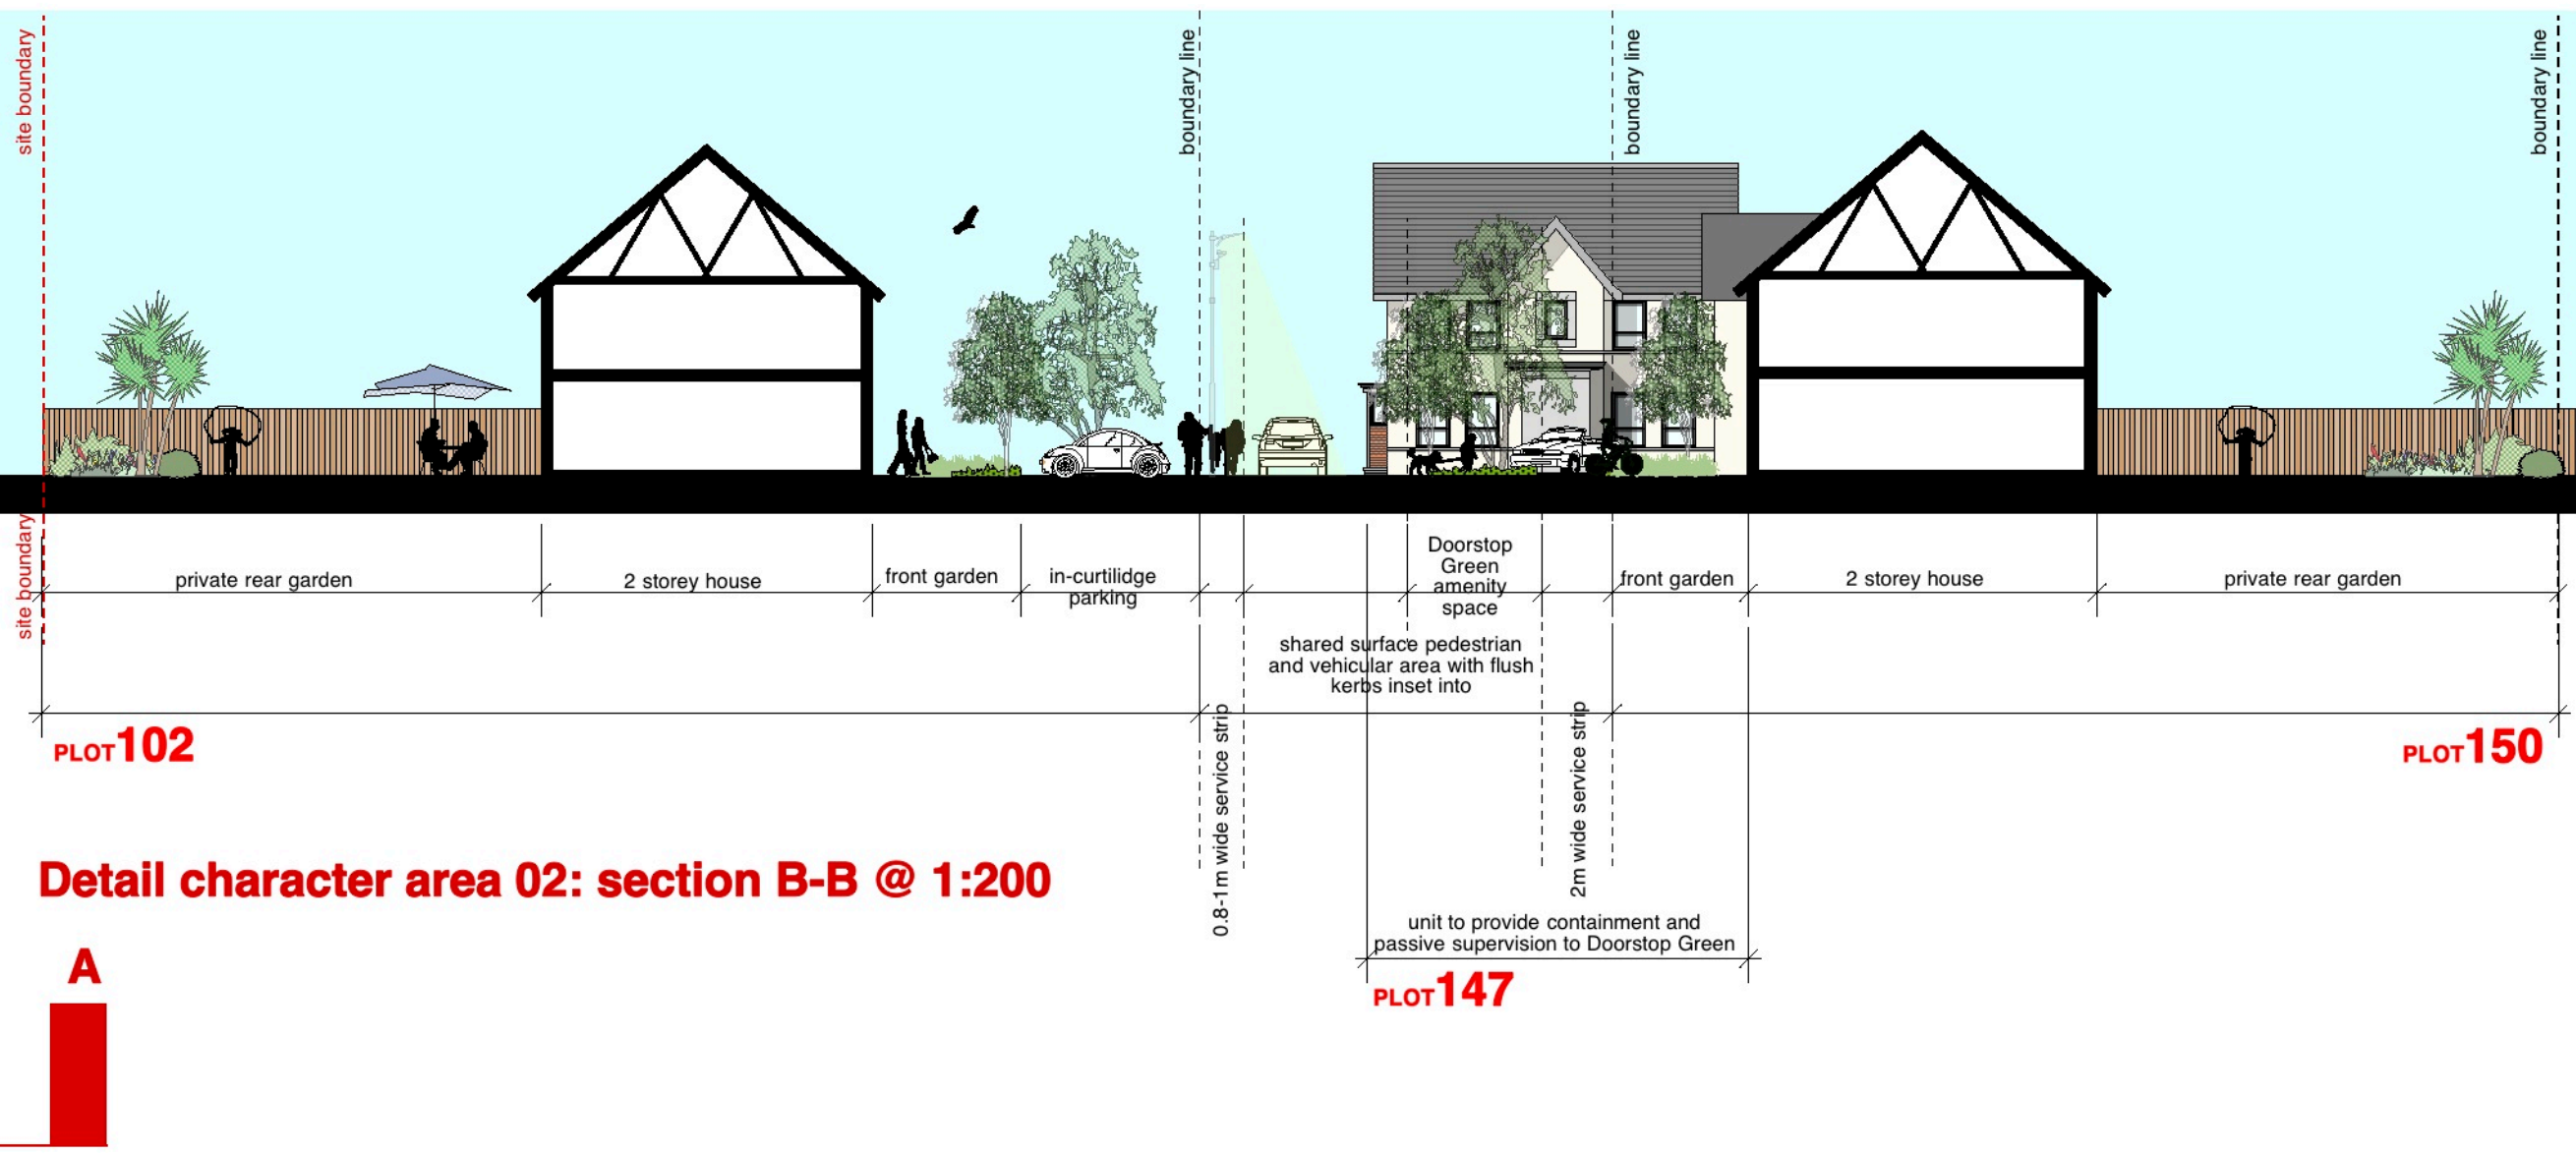 site boundary
boundary line
boundary line
boundary line
site boundary
private rear garden
2 storey house
front garden
in-curtilidge
parking
Doorstop
Green
amenity
space
front garden
2 storey house
private rear garden
shared surface pedestrian
and vehicular area with flush
kerbs inset into
PLOT102
PLOT150
0.8-1m wide service strip
2m wide service strip
Detail character area 02: section B-B @ 1:200
unit to provide containment and
passive supervision to Doorstop Green
PLOT147
A